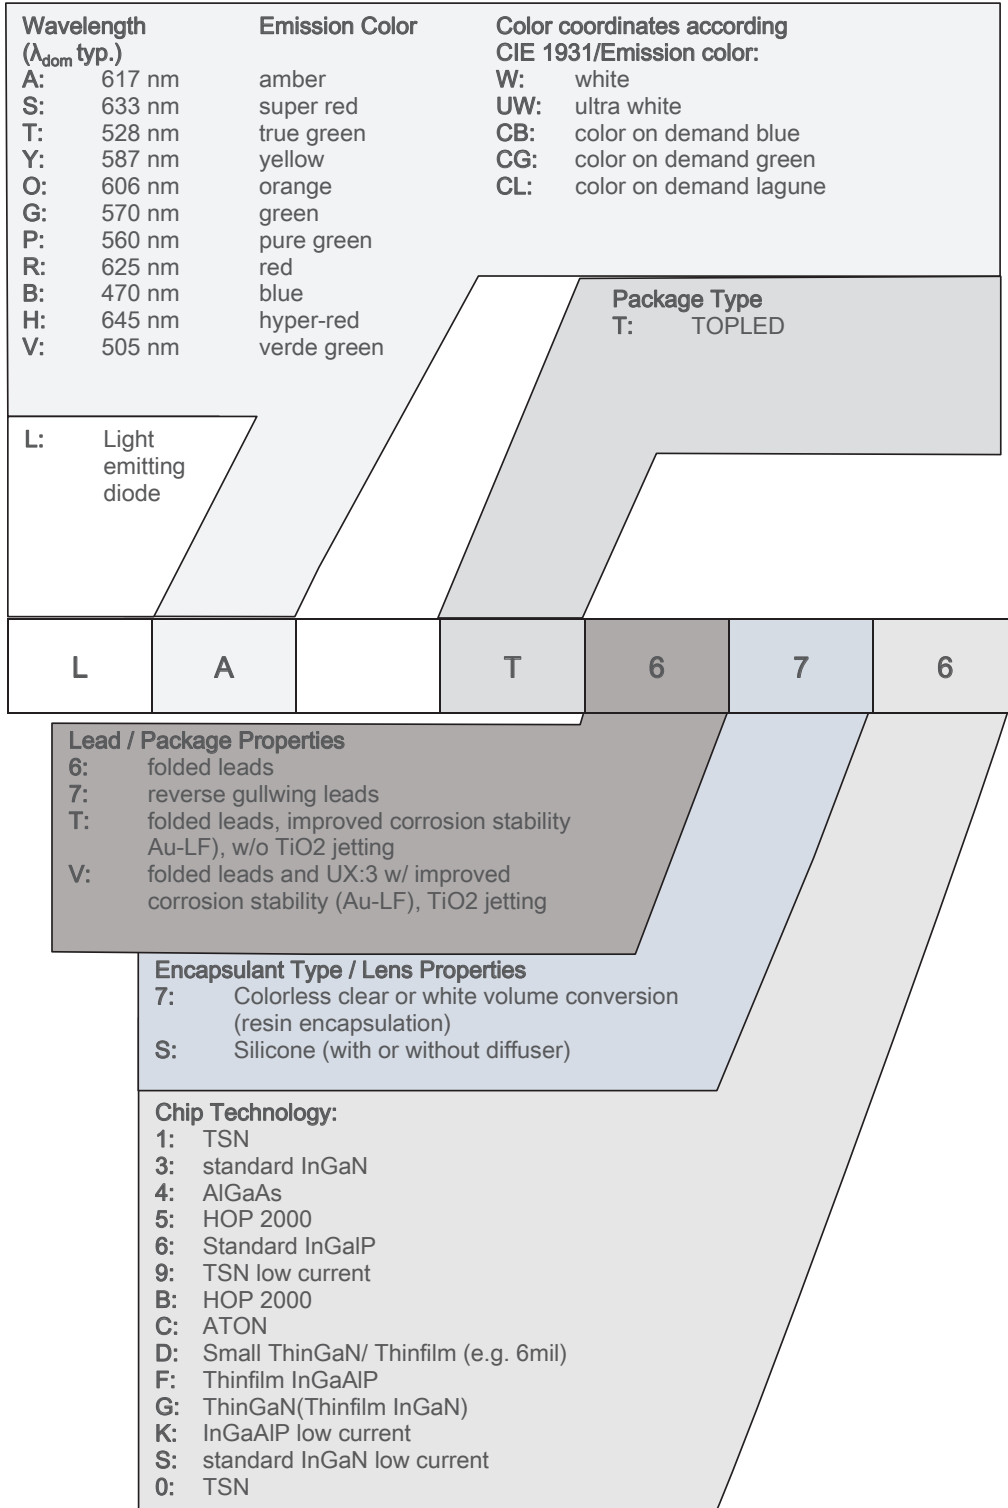 Wavelength Emission Color
(λdom typ.)
A: 617 nm amber
S: 633 nm super red
T: 528 nm true green
Y: 587 nm yellow
O: 606 nm orange
G: 570 nm green
P: 560 nm pure green
R: 625 nm red
B: 470 nm blue
H: 645 nm hyper-red
V: 505 nm verde green
Color coordinates according
CIE 1931/Emission color:
W: white
UW: ultra white
CB: color on demand blue
CG: color on demand green
CL: color on demand lagune
Package Type
T: TOPLED
L: Light
emitting
diode
L A T 6 7 6
Lead / Package Properties
6: folded leads
7: reverse gullwing leads
T: folded leads, improved corrosion stability
Au-LF), w/o TiO2 jetting
V: folded leads and UX:3 w/ improved
corrosion stability (Au-LF), TiO2 jetting
Encapsulant Type / Lens Properties
7: Colorless clear or white volume conversion
(resin encapsulation)
S: Silicone (with or without diffuser)
Chip Technology:
1: TSN
3: standard InGaN
4: AlGaAs
5: HOP 2000
6: Standard InGalP
9: TSN low current
B: HOP 2000
C: ATON
D: Small ThinGaN/ Thinfilm (e.g. 6mil)
F: Thinfilm InGaAlP
G: ThinGaN(Thinfilm InGaN)
K: InGaAlP low current
S: standard InGaN low current
0: TSN